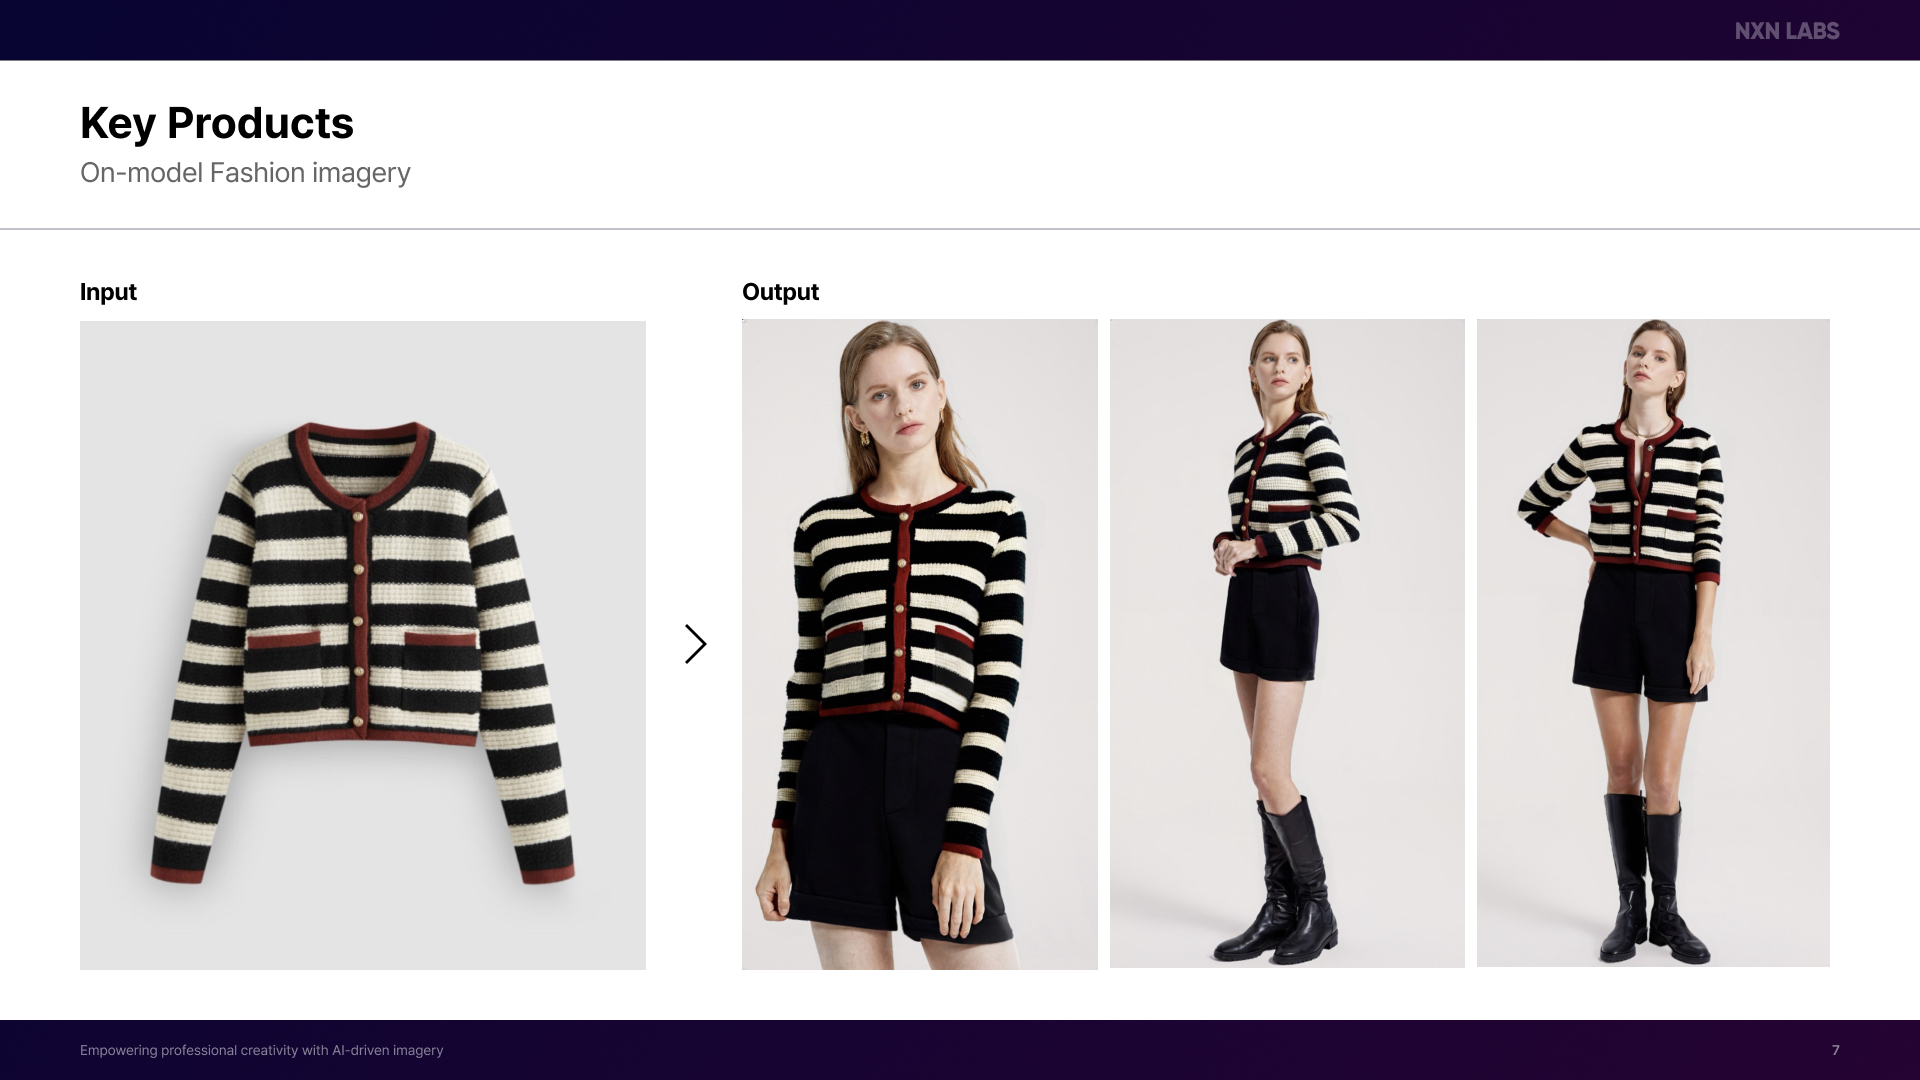 NXN LABS
Key Products
On-model Fashion imagery
Input
Output
Empowering professional creativity with AI-driven imagery
7